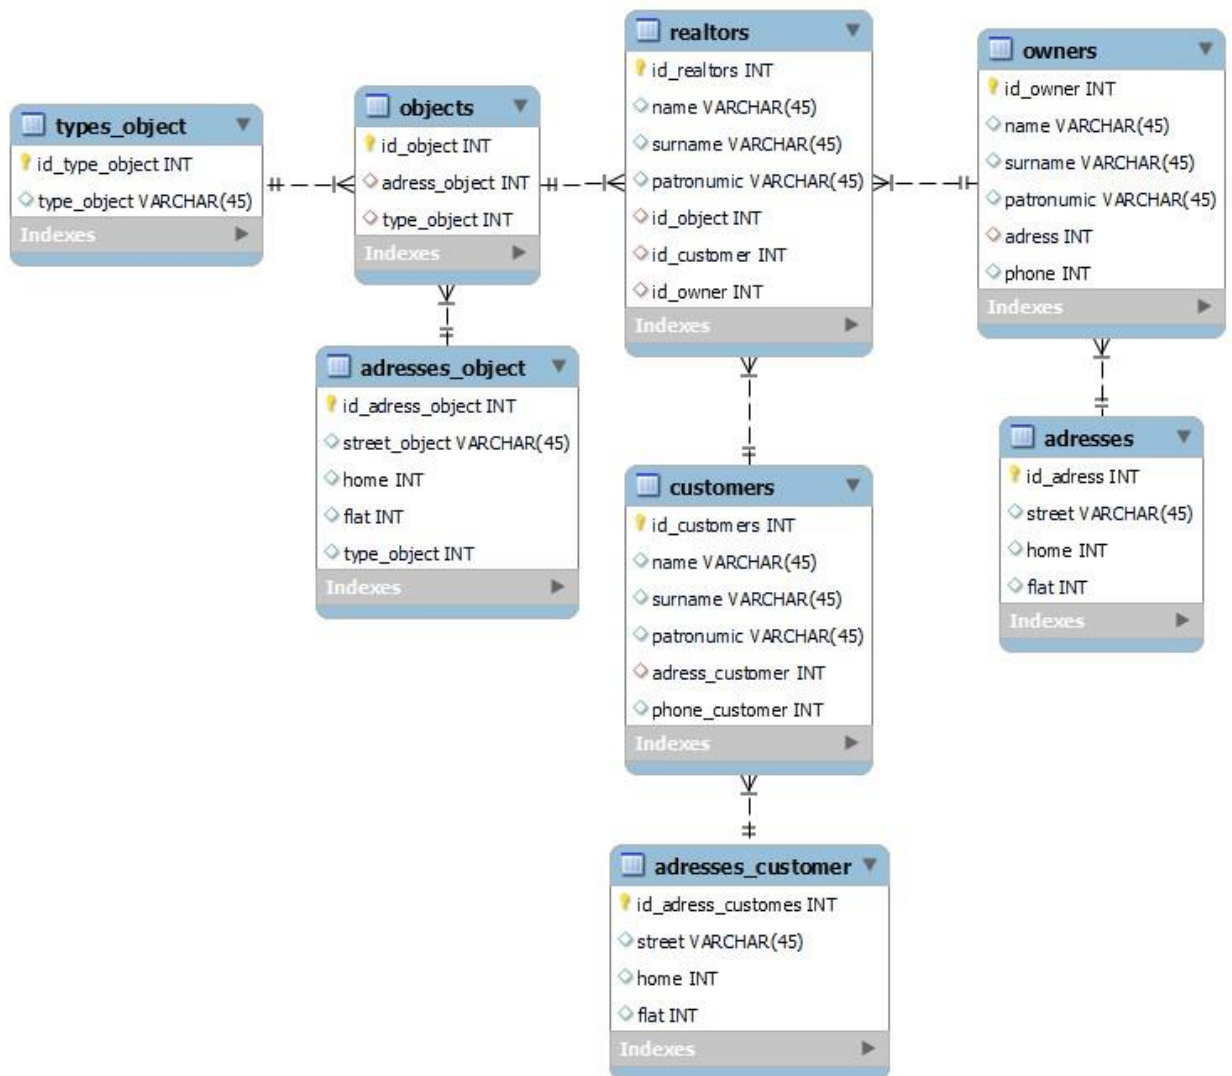 types_object
id_type_object INT
type_object VARCHAR(45)
Indexes
objects
id_object INT
adress_object INT
type_object INT
Indexes
realtors
id_realtors INT
name VARCHAR(45)
surname VARCHAR(45)
patronumic VARCHAR(45)
id_object INT
id_customer INT
id_owner INT
Indexes
owners
id_owner INT
name VARCHAR(45)
surname VARCHAR(45)
patronumic VARCHAR(45)
adress INT
phone INT
Indexes
adresses_object
id_adress_object INT
street_object VARCHAR(45)
home INT
flat INT
type_object INT
Indexes
customers
id_customers INT
name VARCHAR(45)
surname VARCHAR(45)
patronumic VARCHAR(45)
adress_customer INT
phone_customer INT
Indexes
adresses
id_adress INT
street VARCHAR(45)
home INT
flat INT
Indexes
adresses_customer
id_adress_customes INT
street VARCHAR(45)
home INT
flat INT
Indexes